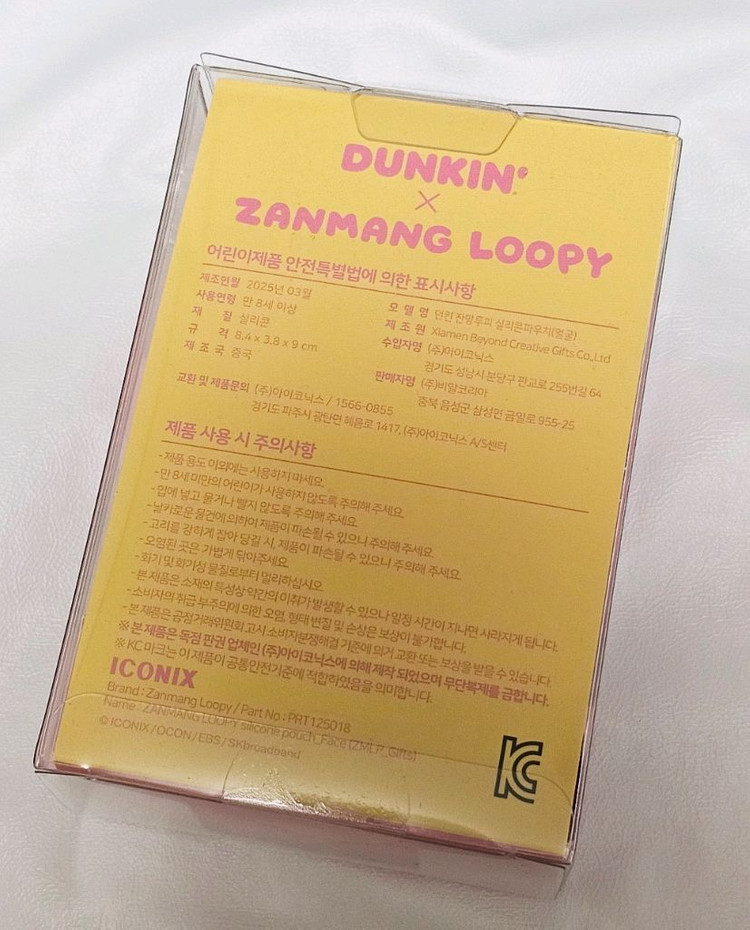 DUNKIN'
×
ZANMANG LOOPY
어린이제품 안전특별법에 의한 표시사항
제조연월 2025년 03월
사용연령 만 8세 이상
재 질 실리콘
규 격 8.4 x 3.8 x 9 cm
제 조 국 중국
모 델 명 던킨 잔망루피 실리콘파우치(얼굴)
제 조 원 Xiamen Beyond Creative Gifts Co.,Ltd
수입자명 (주)아이코닉스
경기도 성남시 분당구 판교로 255번길 64
판매자명 (주)비알코리아
충북 음성군 삼성면 금일로 955-25
교환 및 제품문의 (주)아이코닉스 / 1566-0855
경기도 파주시 광탄면 혜음로 1417, (주)아이코닉스 A/S센터
제품 사용 시 주의사항
- 제품 용도 이외에는 사용하지 마세요.
- 만 8세 미만의 어린이가 사용하지 않도록 주의해 주세요.
- 입에 넣고 물거나 빨지 않도록 주의해 주세요.
- 날카로운 물건에 의하여 제품이 파손될 수 있으니 주의해 주세요.
- 고리를 강하게 잡아 당길 시, 제품이 파손될 수 있으니 주의해 주세요.
- 오염된 곳은 가볍게 닦아주세요.
- 화기 및 화기성 물질로부터 멀리하십시오.
- 본 제품은 소재의 특성상 약간의 이취가 발생할 수 있으나 일정 시간이 지나면 사라지게 됩니다.
- 소비자의 취급 부주의에 의한 오염, 형태 변질 및 손상은 보상이 불가합니다.
- 본 제품은 공정거래위원회 고시 소비자분쟁해결 기준에 의거 교환 또는 보상을 받을 수 있습니다.
※ 본 제품은 독점 판권 업체인 (주)아이코닉스에 의해 제작 되었으며 무단복제를 금합니다.
※ KC 마크는 이 제품이 공통안전기준에 적합하였음을 의미합니다.
ICONIX
Brand : Zanmang Loopy / Part No : PRT125018
Name : ZANMANG LOOPY silicone pouch_Face (ZMLP_Gifts)
© ICONIX / OCON / EBS / SKbroadband
KC